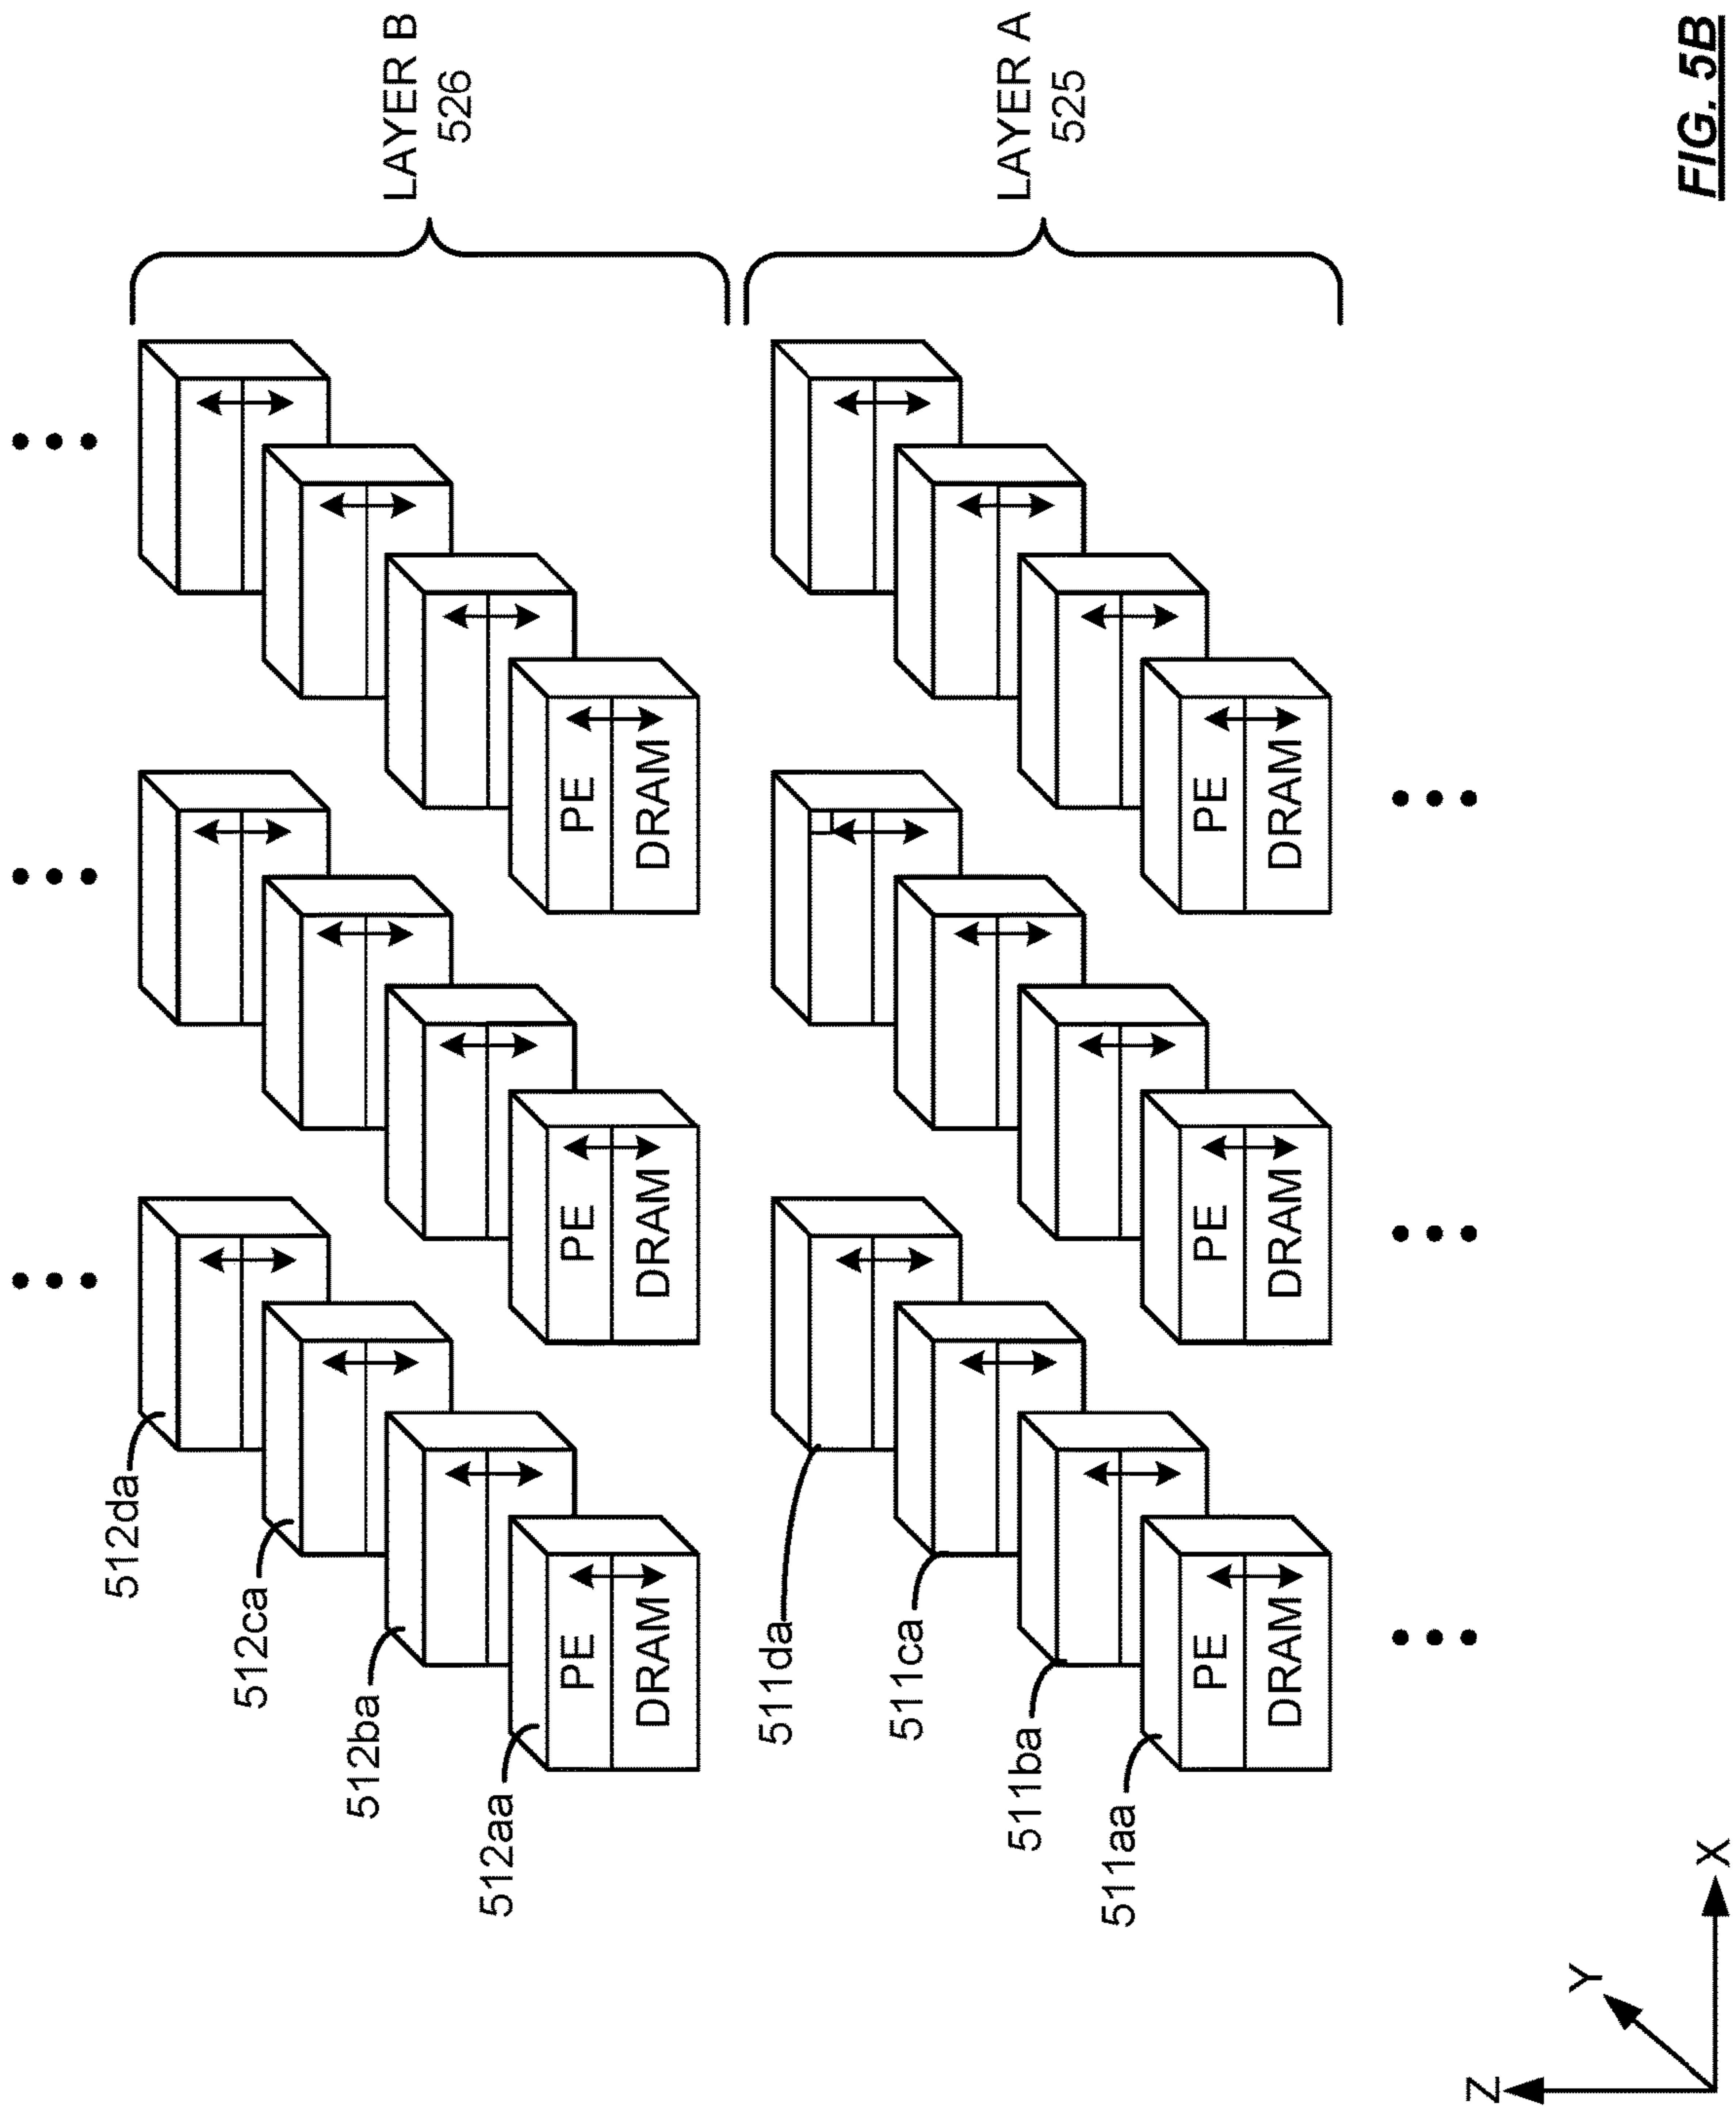 512da
512ca
512ba
512aa
PE
DRAM
PE
DRAM
PE
DRAM
LAYER B
526
511da
511ca
511ba
511aa
PE
DRAM
PE
DRAM
PE
DRAM
LAYER A
525
Z
Y
X
FIG. 5B